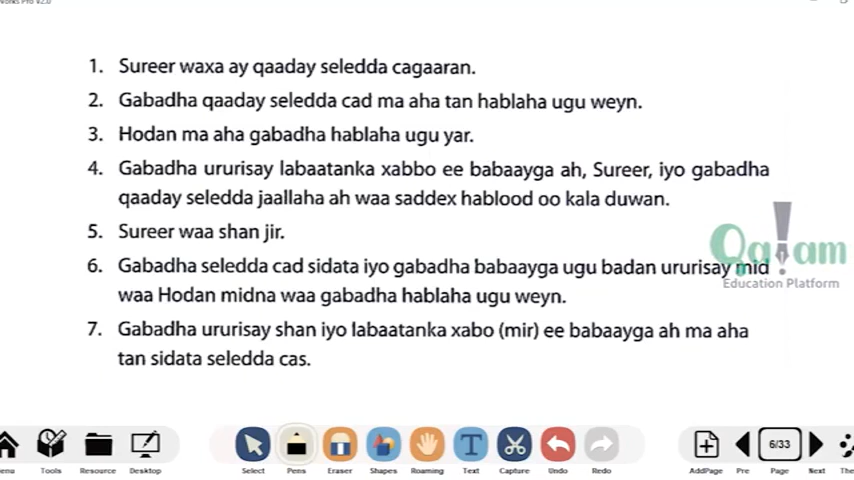 1. Sureer waxa ay qaaday seledda cagaaran.
2. Gabadha qaaday seledda cad ma aha tan hablaha ugu weyn.
3. Hodan ma aha gabadha hablaha ugu yar.
4. Gabadha ururisay labaatanka xabbo ee babaayga ah, Sureer, iyo gabadha
qaaday seledda jaallaha ah waa saddex hablood oo kala duwan.
5. Sureer waa shan jir.
6. Gabadha seledda cad sidata iyo gabadha babaayga ugu badan ururisay mid
waa Hodan midna waa gabadha hablaha ugu weyn.
7. Gabadha ururisay shan iyo labaatanka xabo (mir) ee babaayga ah ma aha
tan sidata seledda cas.
Qalam
Education Platform
Tools Resource Desktop Select Pens Eraser Shapes Roaming Text Capture Undo Redo AddPage Pre Page Next
6/33